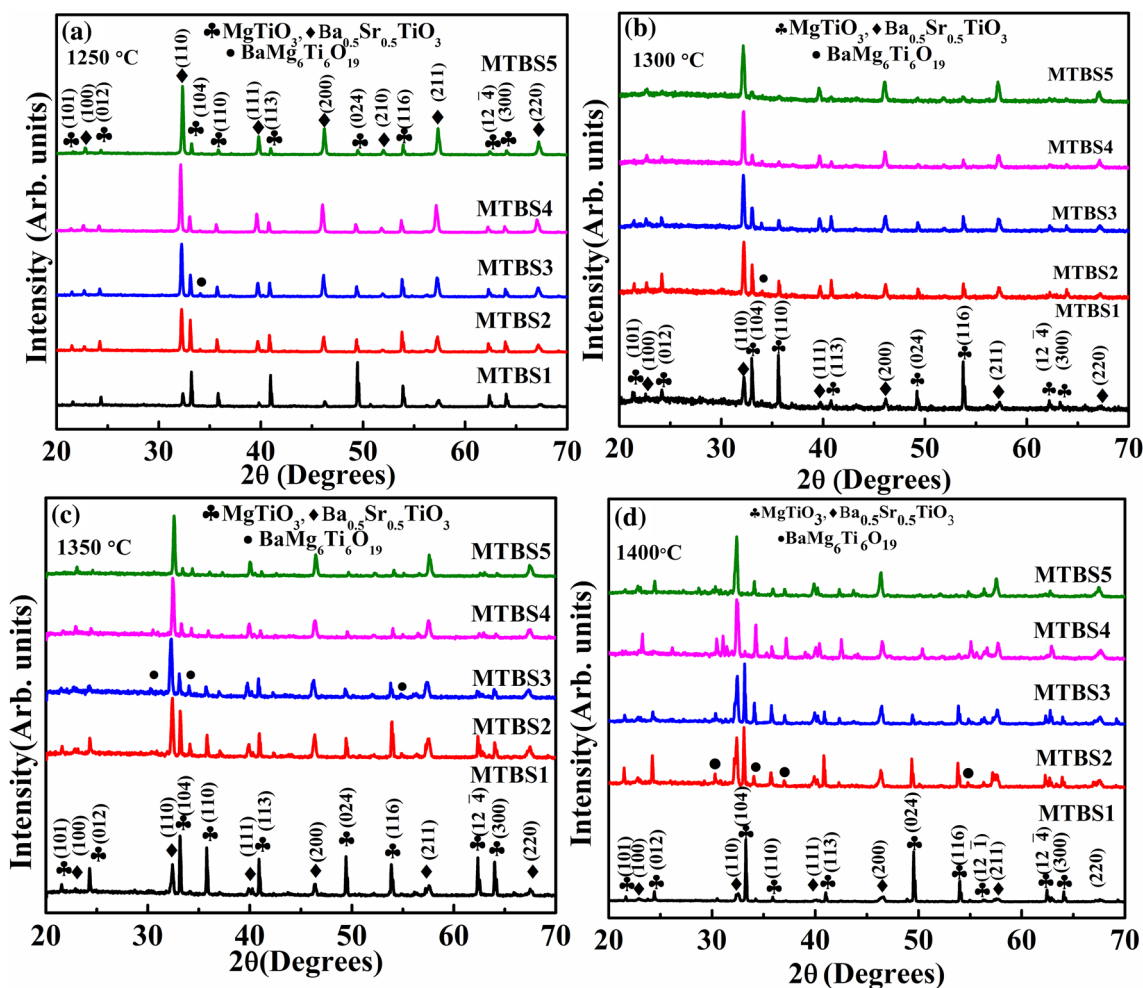 (a) ♣MgTiO3, ♦Ba0.5Sr0.5TiO3
1250 °C ●BaMg6Ti6O19
MTBS5
(101) (100) (012) (110) (104) (110) (111) (113) (200) (024) (210) (116) (211) (12 -4) (300) (220)
MTBS4
MTBS3
MTBS2
MTBS1
Intensity (Arb. units)
20 30 40 50 60 70
2θ (Degrees)
(b) ♣MgTiO3, ♦Ba0.5Sr0.5TiO3
1300 °C ●BaMg6Ti6O19
MTBS5
MTBS4
MTBS3
MTBS2
MTBS1
(101) (100) (012) (110) (104) (110) (111) (113) (200) (024) (116) (211) (12 -4) (300) (220)
Intensity(Arb. units)
20 30 40 50 60 70
2θ (Degrees)
(c) ♣MgTiO3, ♦Ba0.5Sr0.5TiO3
1350 °C ●BaMg6Ti6O19
MTBS5
MTBS4
MTBS3
MTBS2
MTBS1
(101) (100) (012) (110) (104) (110) (111) (113) (200) (024) (116) (211) (12 -4) (300) (220)
Intensity(Arb. units)
20 30 40 50 60 70
2θ(Degrees)
(d) ♣MgTiO3, ♦Ba0.5Sr0.5TiO3
1400°C ●BaMg6Ti6O19
MTBS5
MTBS4
MTBS3
MTBS2
MTBS1
(101) (100) (012) (110) (104) (110) (111) (113) (200) (024) (116) (12 -1) (211) (12 -4) (300) (220)
Intensity(Arb. units)
20 30 40 50 60 70
2θ (Degrees)